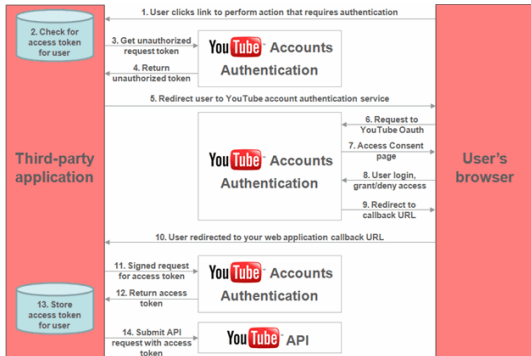 1. User clicks link to perform action that requires authentication
2. Check for
access token
for user
3. Get unauthorized
request token
YouTube Accounts
Authentication
4. Return
unauthorized token
5. Redirect user to YouTube account authentication service
Third-party
application
YouTube Accounts
Authentication
6. Request to
YouTube Oauth
7. Access Consent
page
8. User login,
grant/deny access
9. Redirect to
callback URL
User's
browser
10. User redirected to your web application callback URL
11. Signed request
for access token
YouTube Accounts
Authentication
12. Return access
token
13. Store
access token
for user
14. Submit API
request with access
token
YouTube API